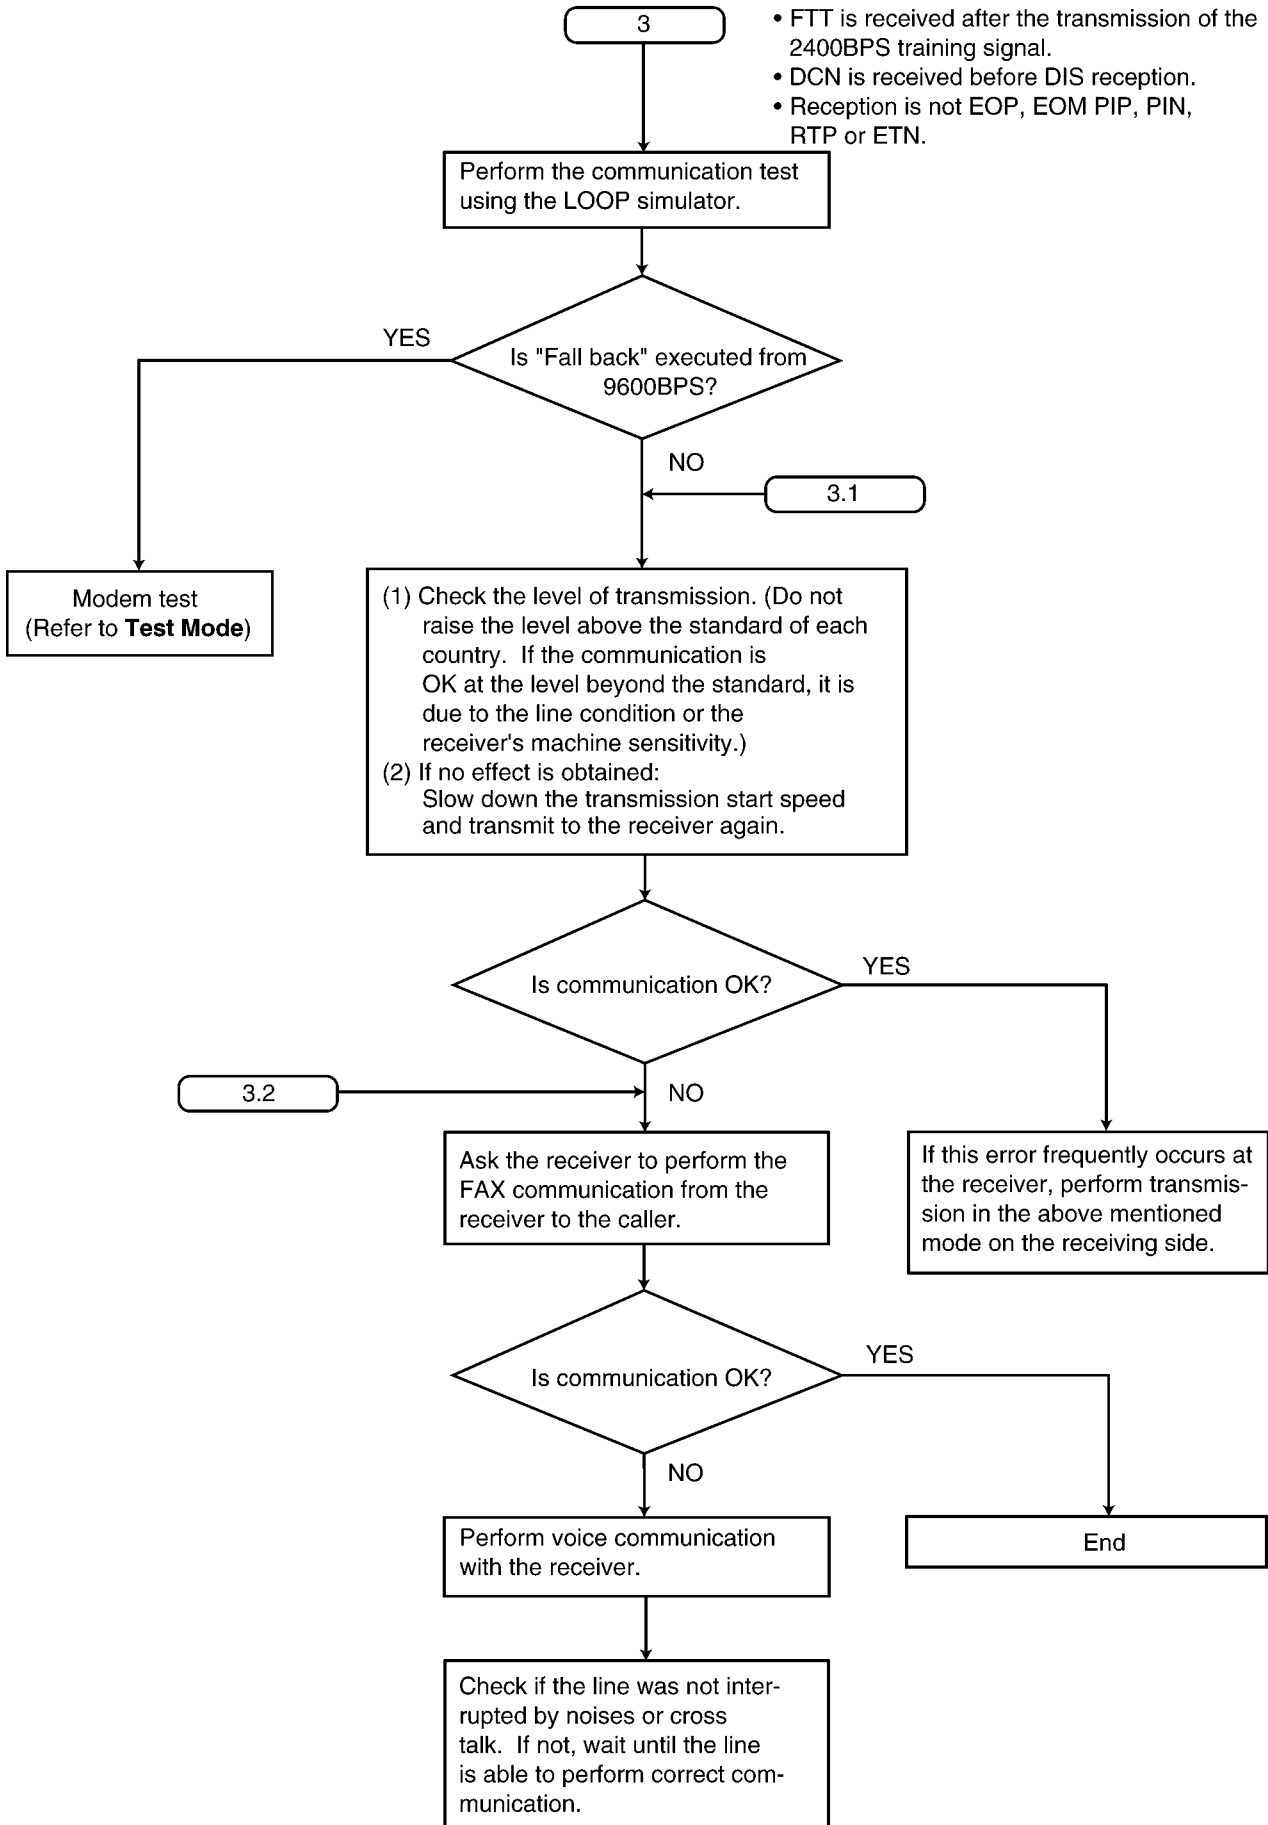 3
• FTT is received after the transmission of the
2400BPS training signal.
• DCN is received before DIS reception.
• Reception is not EOP, EOM PIP, PIN,
RTP or ETN.
Perform the communication test
using the LOOP simulator.
YES
Is "Fall back" executed from
9600BPS?
NO
3.1
Modem test
(Refer to Test Mode)
(1) Check the level of transmission. (Do not
raise the level above the standard of each
country. If the communication is
OK at the level beyond the standard, it is
due to the line condition or the
receiver's machine sensitivity.)
(2) If no effect is obtained:
Slow down the transmission start speed
and transmit to the receiver again.
Is communication OK?
YES
3.2
NO
Ask the receiver to perform the
FAX communication from the
receiver to the caller.
If this error frequently occurs at
the receiver, perform transmis-
sion in the above mentioned
mode on the receiving side.
Is communication OK?
YES
NO
Perform voice communication
with the receiver.
End
Check if the line was not inter-
rupted by noises or cross
talk. If not, wait until the line
is able to perform correct com-
munication.